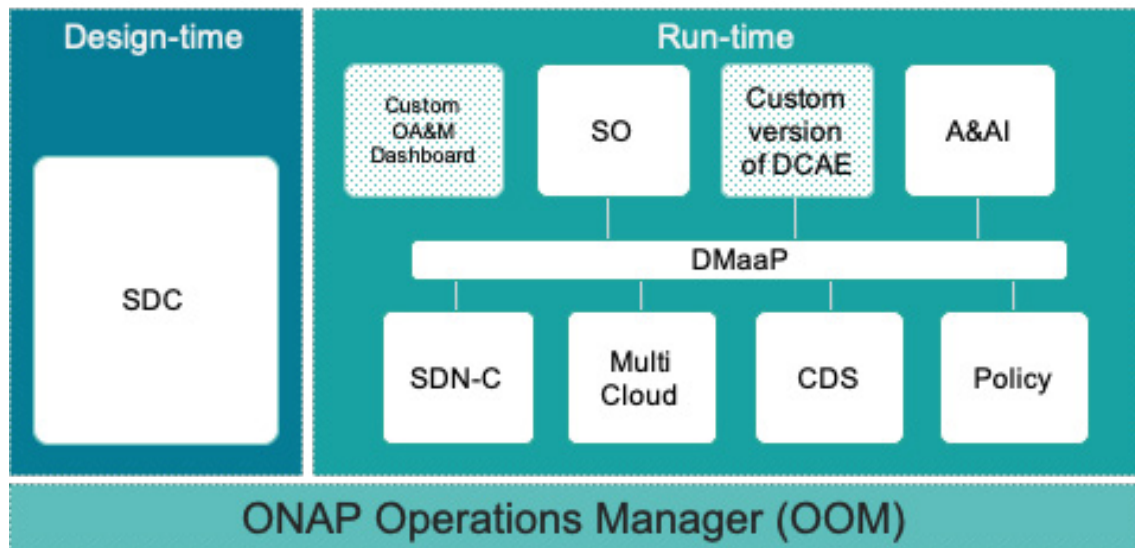 Design-time
SDC
Run-time
Custom
OA&M
Dashboard
SO
Custom
version
of DCAE
A&AI
DMaaP
SDN-C
Multi
Cloud
CDS
Policy
ONAP Operations Manager (OOM)